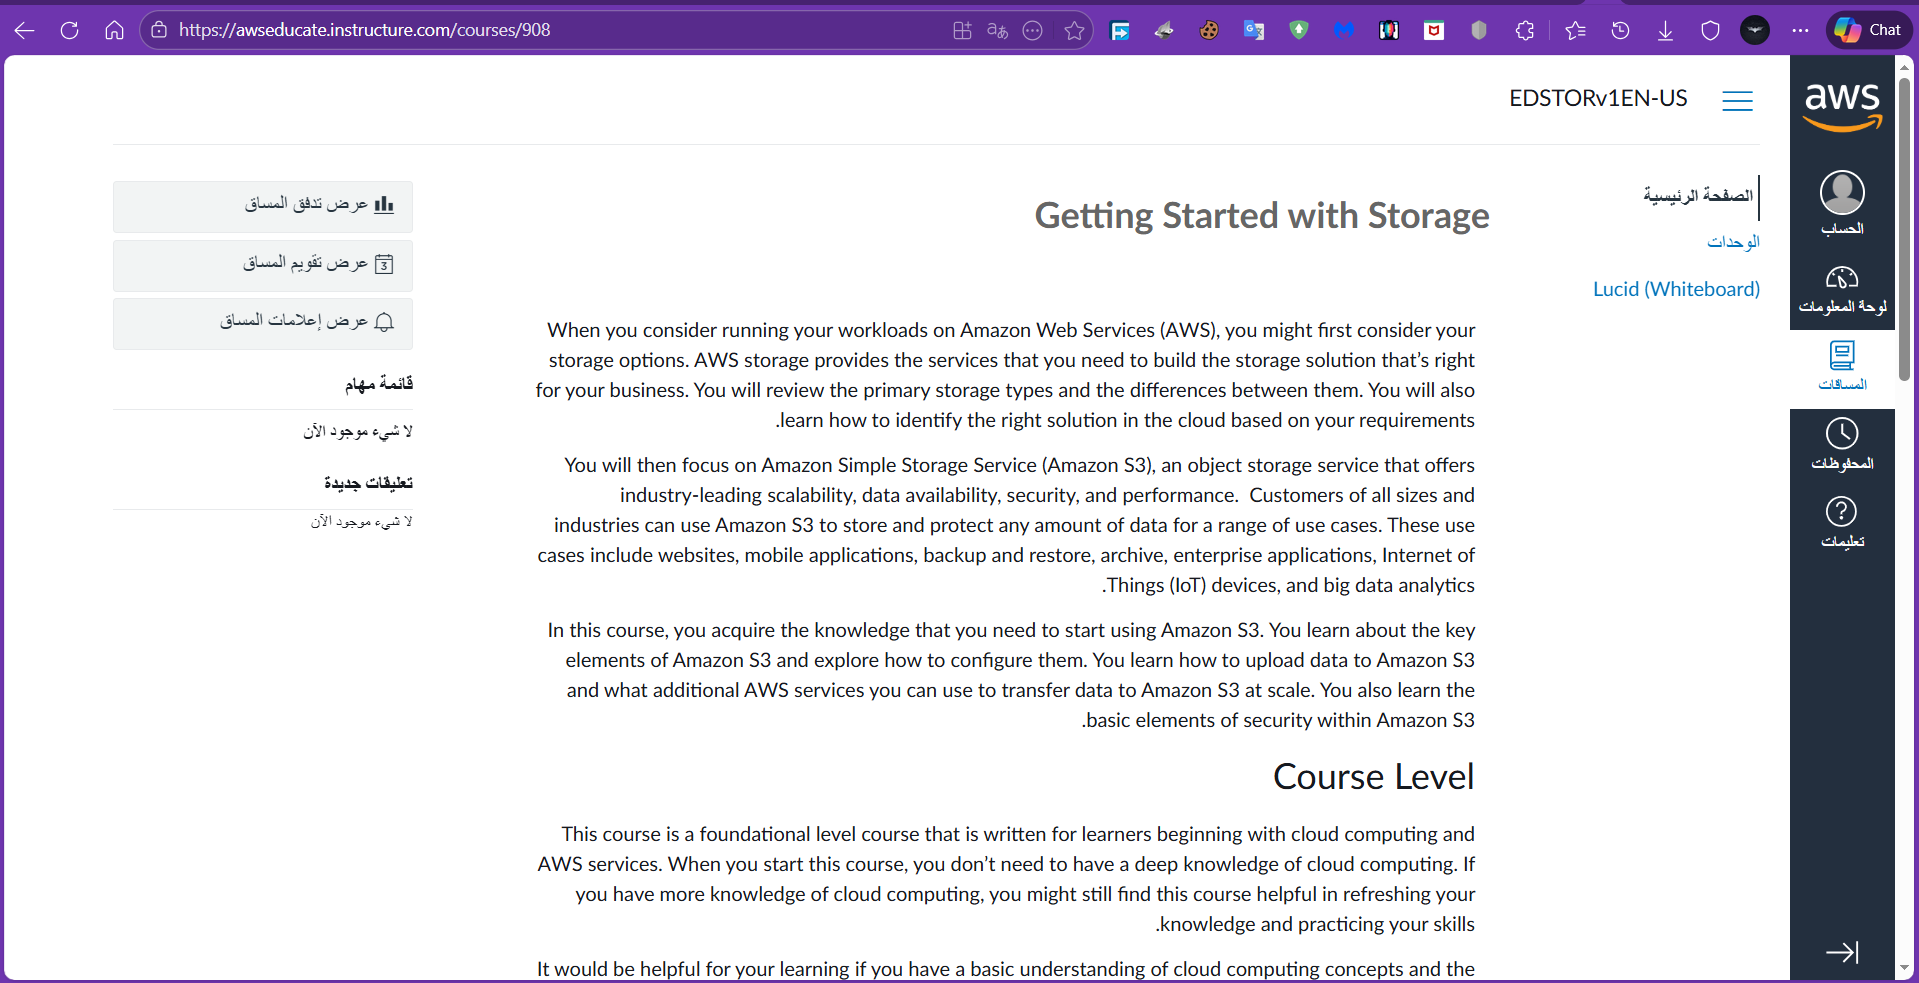 https://awseducate.instructure.com/courses/908
Chat
EDSTORv1EN-US
aws
الحساب
لوحة المعلومات
المساقات
المحفوظات
تعليمات
الصفحة الرئيسية
الوحدات
Lucid (Whiteboard)
Getting Started with Storage
When you consider running your workloads on Amazon Web Services (AWS), you might first consider your
storage options. AWS storage provides the services that you need to build the storage solution that’s right
for your business. You will review the primary storage types and the differences between them. You will also
.learn how to identify the right solution in the cloud based on your requirements
You will then focus on Amazon Simple Storage Service (Amazon S3), an object storage service that offers
industry-leading scalability, data availability, security, and performance.  Customers of all sizes and
industries can use Amazon S3 to store and protect any amount of data for a range of use cases. These use
cases include websites, mobile applications, backup and restore, archive, enterprise applications, Internet of
.Things (IoT) devices, and big data analytics
In this course, you acquire the knowledge that you need to start using Amazon S3. You learn about the key
elements of Amazon S3 and explore how to configure them. You learn how to upload data to Amazon S3
and what additional AWS services you can use to transfer data to Amazon S3 at scale. You also learn the
.basic elements of security within Amazon S3
Course Level
This course is a foundational level course that is written for learners beginning with cloud computing and
AWS services. When you start this course, you don’t need to have a deep knowledge of cloud computing. If
you have more knowledge of cloud computing, you might still find this course helpful in refreshing your
.knowledge and practicing your skills
It would be helpful for your learning if you have a basic understanding of cloud computing concepts and the
عرض تدفق المساق
عرض تقويم المساق
3
عرض إعلامات المساق
قائمة مهام
لا شيء موجود الآن
تعليقات جديدة
لا شيء موجود الآن